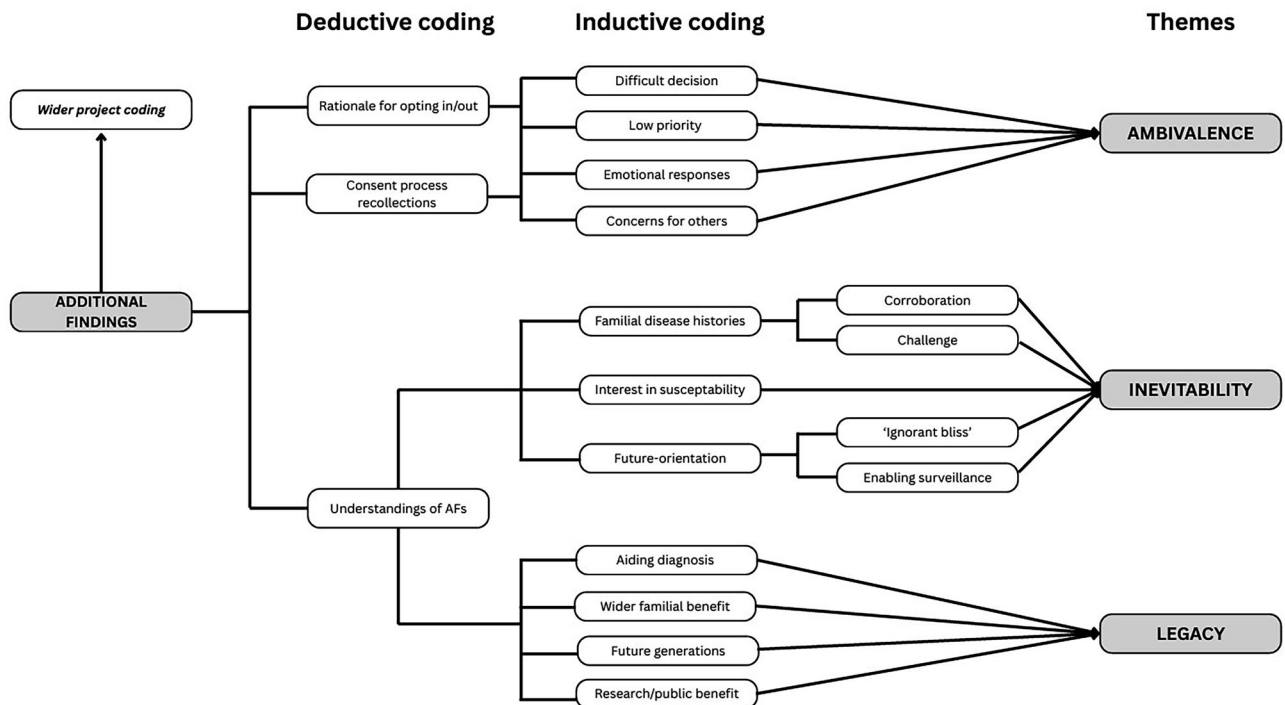 Deductive coding
Inductive coding
Themes
Wider project coding
ADDITIONAL
FINDINGS
Rationale for opting in/out
Consent process
recollections
Understandings of AFs
Difficult decision
Low priority
Emotional responses
Concerns for others
Familial disease histories
Corroboration
Challenge
Interest in susceptability
Future-orientation
‘Ignorant bliss’
Enabling surveillance
Aiding diagnosis
Wider familial benefit
Future generations
Research/public benefit
AMBIVALENCE
INEVITABILITY
LEGACY